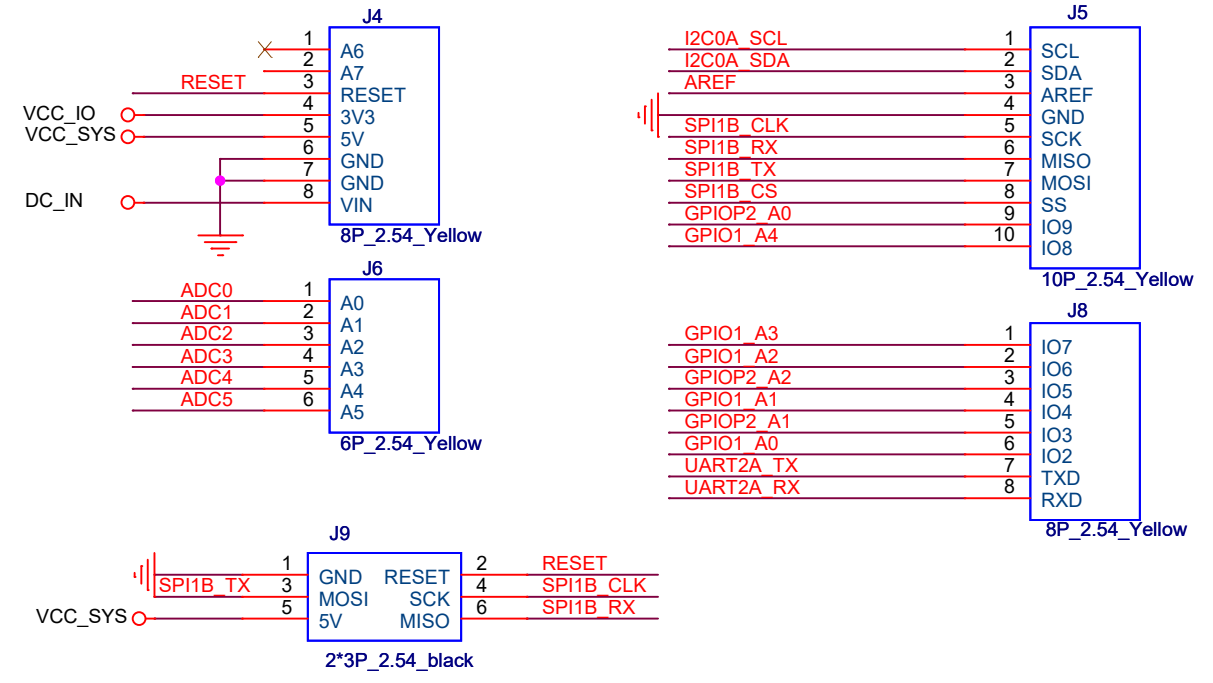 J4
1 A6
2 A7
RESET 3 RESET
VCC_IO 4 3V3
VCC_SYS 5 5V
6 GND
7 GND
DC_IN 8 VIN
8P_2.54_Yellow
J5
I2C0A_SCL 1 SCL
I2C0A_SDA 2 SDA
AREF 3 AREF
4 GND
SPI1B_CLK 5 SCK
SPI1B_RX 6 MISO
SPI1B_TX 7 MOSI
SPI1B_CS 8 SS
GPIOP2_A0 9 IO9
GPIO1_A4 10 IO8
10P_2.54_Yellow
J6
ADC0 1 A0
ADC1 2 A1
ADC2 3 A2
ADC3 4 A3
ADC4 5 A4
ADC5 6 A5
6P_2.54_Yellow
J8
GPIO1_A3 1 IO7
GPIO1_A2 2 IO6
GPIOP2_A2 3 IO5
GPIO1_A1 4 IO4
GPIOP2_A1 5 IO3
GPIO1_A0 6 IO2
UART2A_TX 7 TXD
UART2A_RX 8 RXD
8P_2.54_Yellow
J9
1 GND RESET 2 RESET
SPI1B_TX 3 MOSI SCK 4 SPI1B_CLK
VCC_SYS 5 5V MISO 6 SPI1B_RX
2*3P_2.54_black